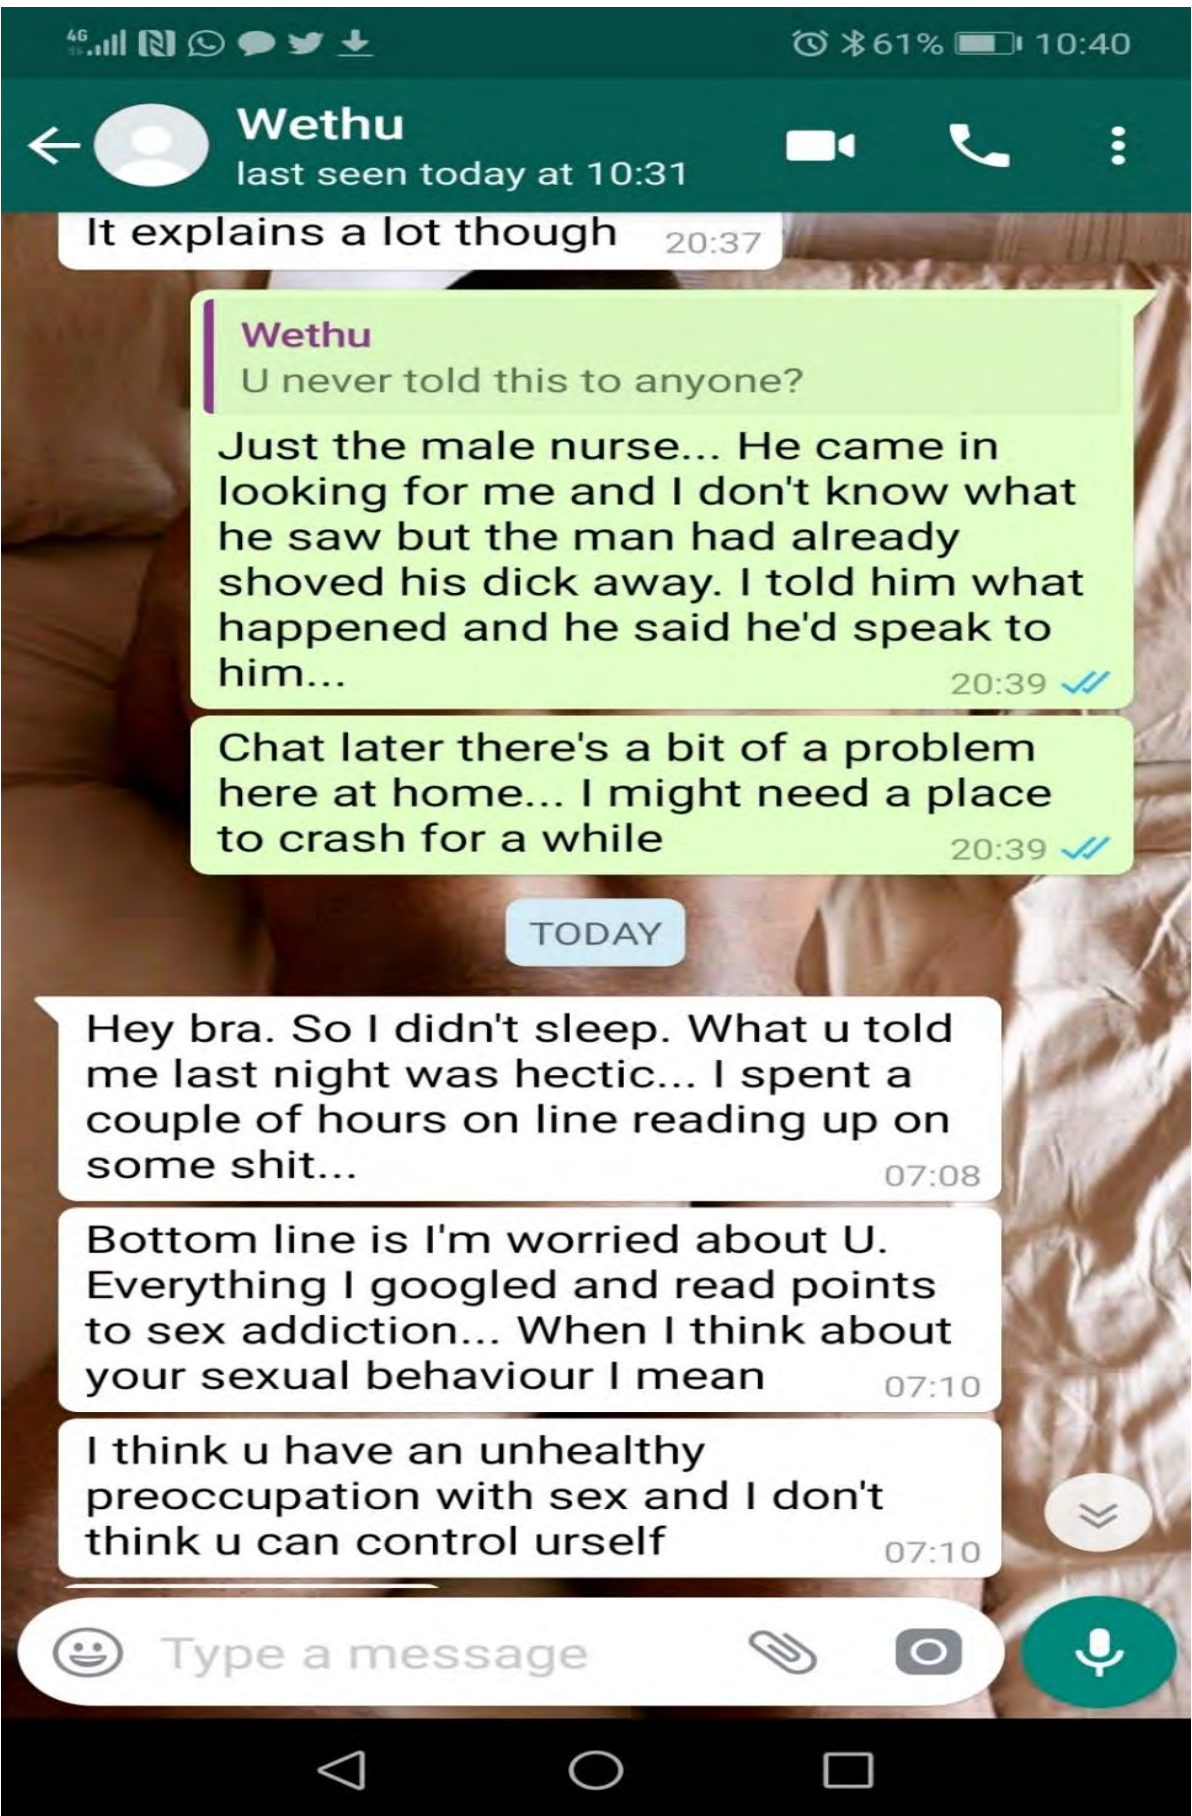 4G 61% 10:40
Wethu
last seen today at 10:31
It explains a lot though 20:37
Wethu
U never told this to anyone?
Just the male nurse... He came in
looking for me and I don't know what
he saw but the man had already
shoved his dick away. I told him what
happened and he said he'd speak to
him... 20:39
Chat later there's a bit of a problem
here at home... I might need a place
to crash for a while 20:39
TODAY
Hey bra. So I didn't sleep. What u told
me last night was hectic... I spent a
couple of hours on line reading up on
some shit... 07:08
Bottom line is I'm worried about U.
Everything I googled and read points
to sex addiction... When I think about
your sexual behaviour I mean 07:10
I think u have an unhealthy
preoccupation with sex and I don't
think u can control urself 07:10
Type a message